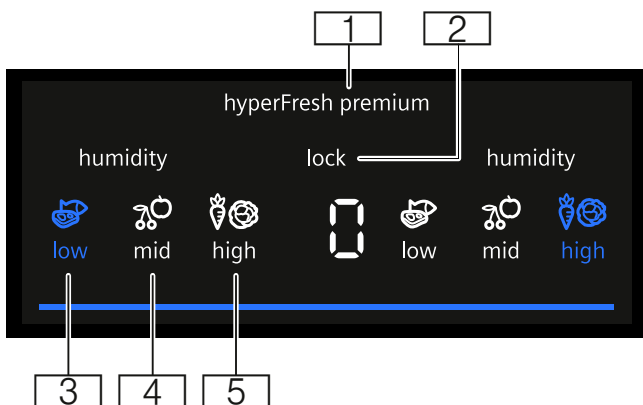 1 2
hyperFresh premium
humidity lock humidity
low mid high 0 low mid high
3 4 5